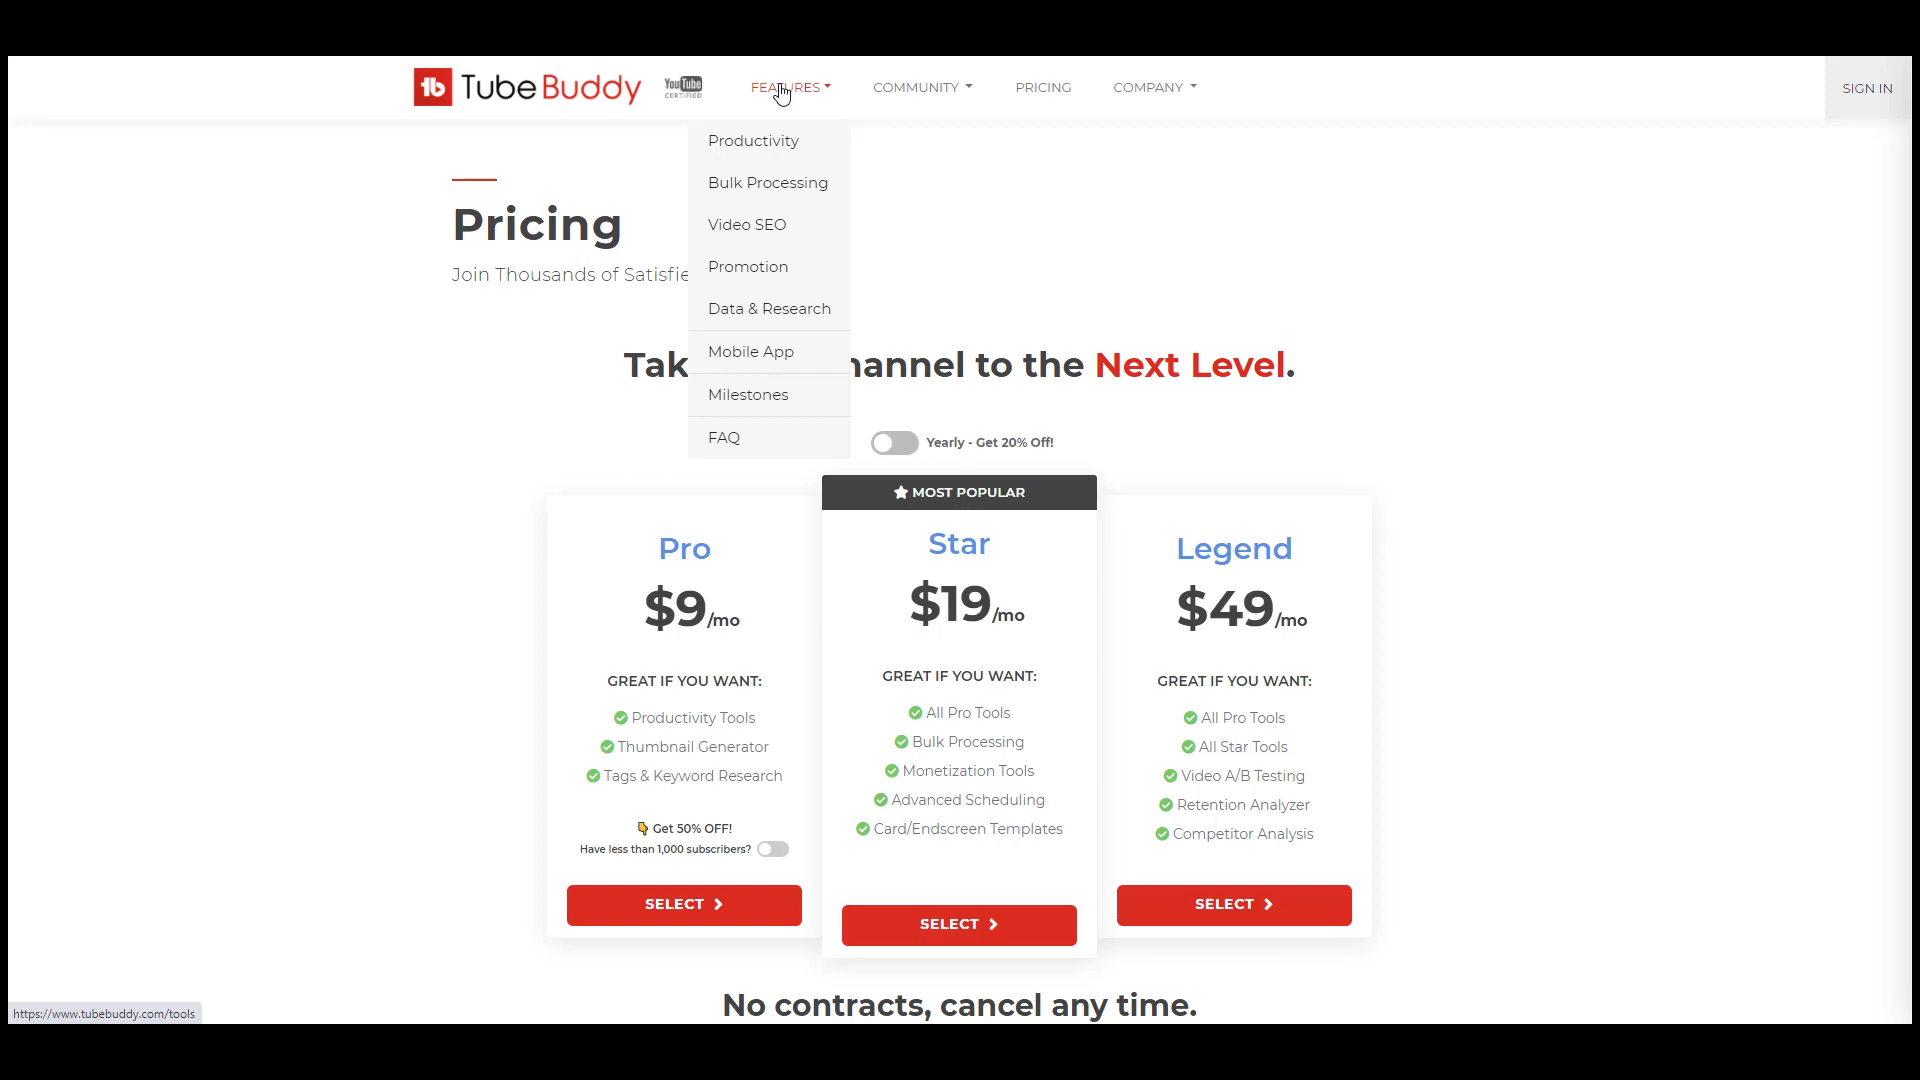 TubeBuddy
YouTube
CERTIFIED
FEATURES
COMMUNITY
PRICING
COMPANY
SIGN IN
Productivity
Bulk Processing
Video SEO
Promotion
Data & Research
Mobile App
Milestones
FAQ
Pricing
Join Thousands of Satisfie
Tak
hannel to the Next Level.
Yearly - Get 20% Off!
Pro
$9/mo
GREAT IF YOU WANT:
Productivity Tools
Thumbnail Generator
Tags & Keyword Research
Get 50% OFF!
Have less than 1,000 subscribers?
SELECT
MOST POPULAR
Star
$19/mo
GREAT IF YOU WANT:
All Pro Tools
Bulk Processing
Monetization Tools
Advanced Scheduling
Card/Endscreen Templates
SELECT
Legend
$49/mo
GREAT IF YOU WANT:
All Pro Tools
All Star Tools
Video A/B Testing
Retention Analyzer
Competitor Analysis
SELECT
No contracts, cancel any time.
https://www.tubebuddy.com/tools